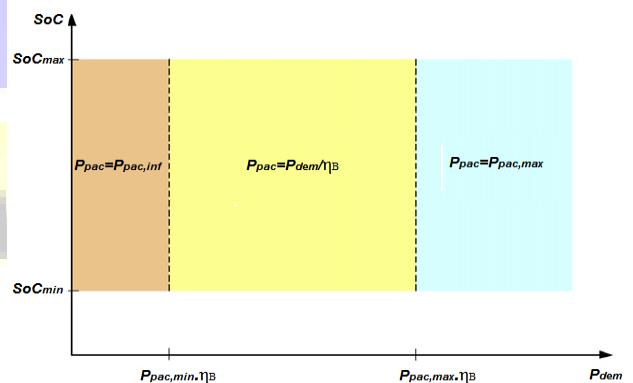 SoC
SoCmax
Ppac=Ppac,inf
Ppac=Pdem/ηB
Ppac=Ppac,max
SoCmin
Ppac,min.ηB
Ppac,max.ηB
Pdem